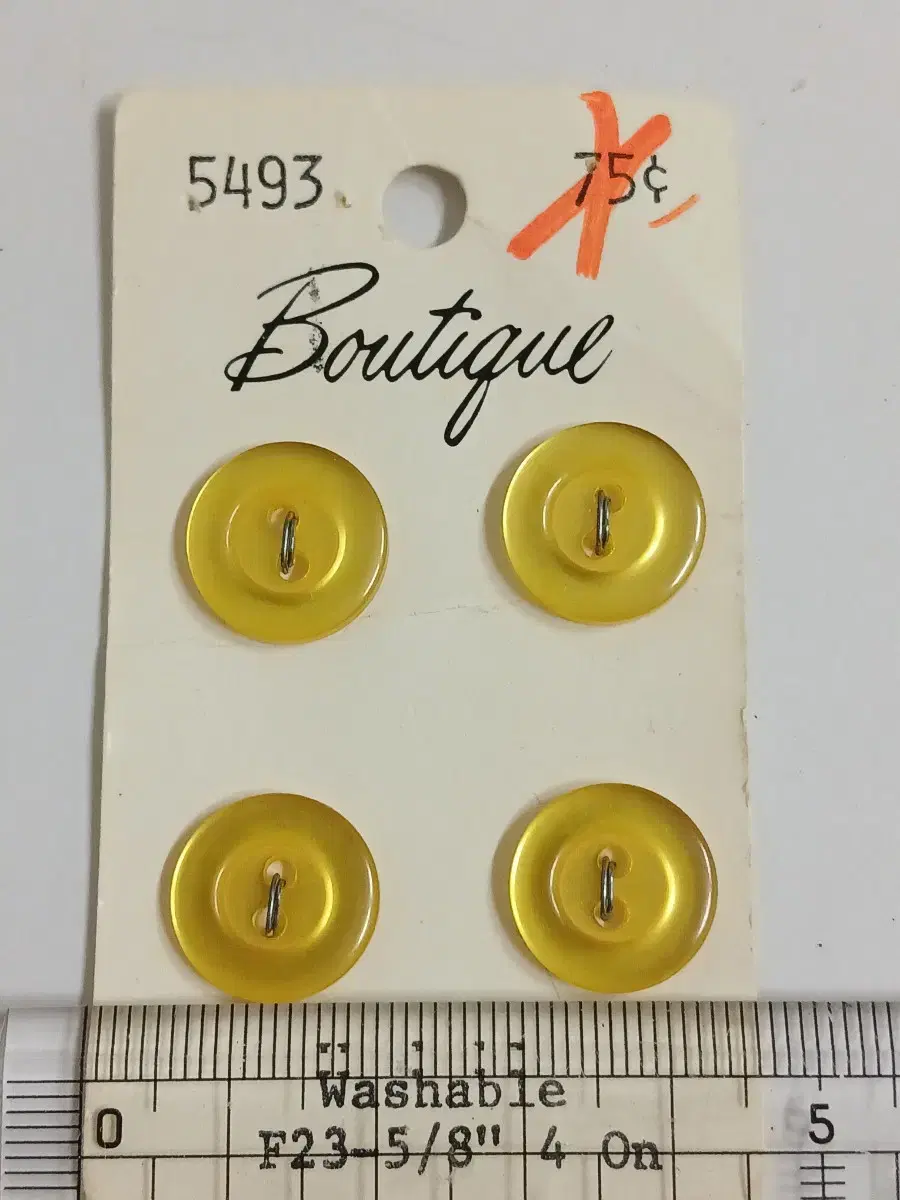 5493 75¢
Boutique
Washable
F23-5/8" 4 On
0 5